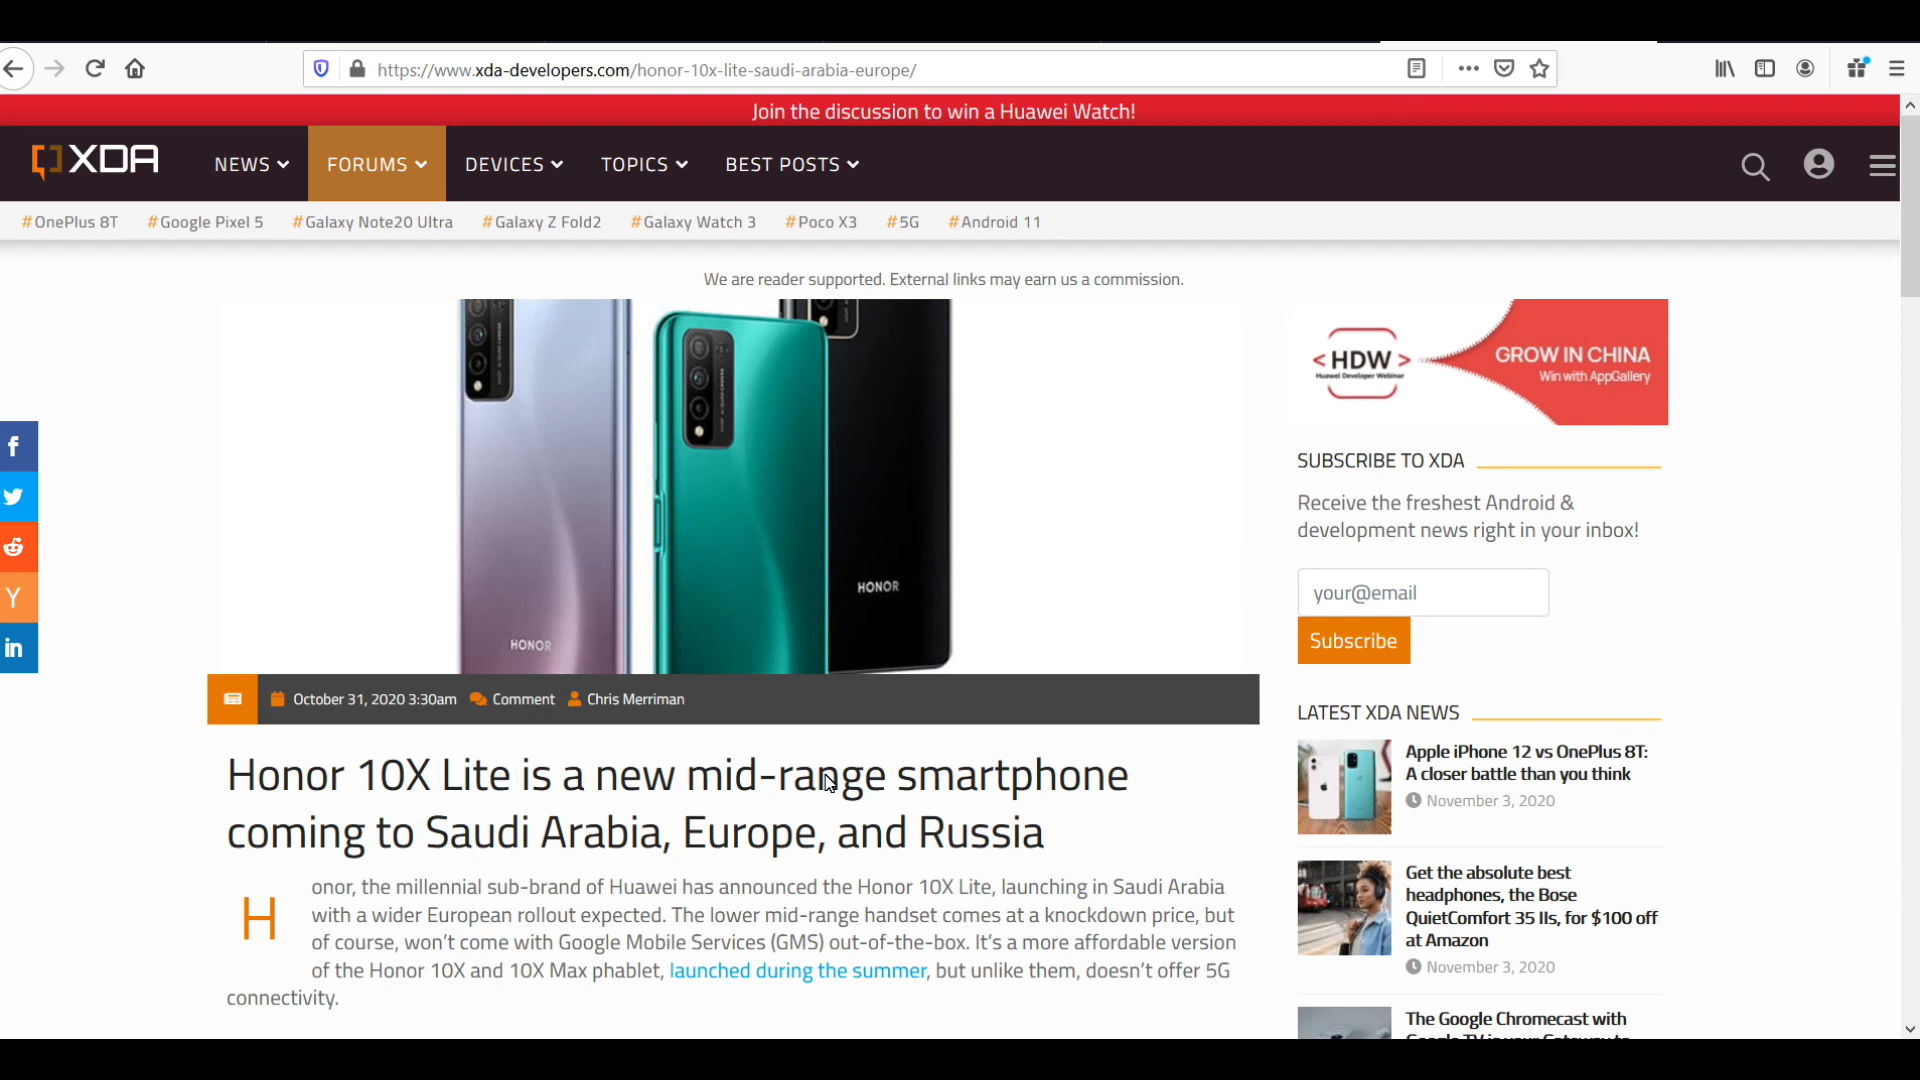 https://www.xda-developers.com/honor-10x-lite-saudi-arabia-europe/
Join the discussion to win a Huawei Watch!
XDA
NEWS
FORUMS
DEVICES
TOPICS
BEST POSTS
#OnePlus 8T
#Google Pixel 5
#Galaxy Note20 Ultra
#Galaxy Z Fold2
#Galaxy Watch 3
#Poco X3
#5G
#Android 11
We are reader supported. External links may earn us a commission.
HONOR
HONOR
October 31, 2020 3:30am
Comment
Chris Merriman
Honor 10X Lite is a new mid-range smartphone
coming to Saudi Arabia, Europe, and Russia
Honor, the millennial sub-brand of Huawei has announced the Honor 10X Lite, launching in Saudi Arabia
with a wider European rollout expected. The lower mid-range handset comes at a knockdown price, but
of course, won't come with Google Mobile Services (GMS) out-of-the-box. It's a more affordable version
of the Honor 10X and 10X Max phablet, launched during the summer, but unlike them, doesn't offer 5G
connectivity.
<HDW>
Huawei Developer Webinar
GROW IN CHINA
Win with AppGallery
SUBSCRIBE TO XDA
Receive the freshest Android &
development news right in your inbox!
your@email
Subscribe
LATEST XDA NEWS
Apple iPhone 12 vs OnePlus 8T:
A closer battle than you think
November 3, 2020
Get the absolute best
headphones, the Bose
QuietComfort 35 IIs, for $100 off
at Amazon
November 3, 2020
The Google Chromecast with